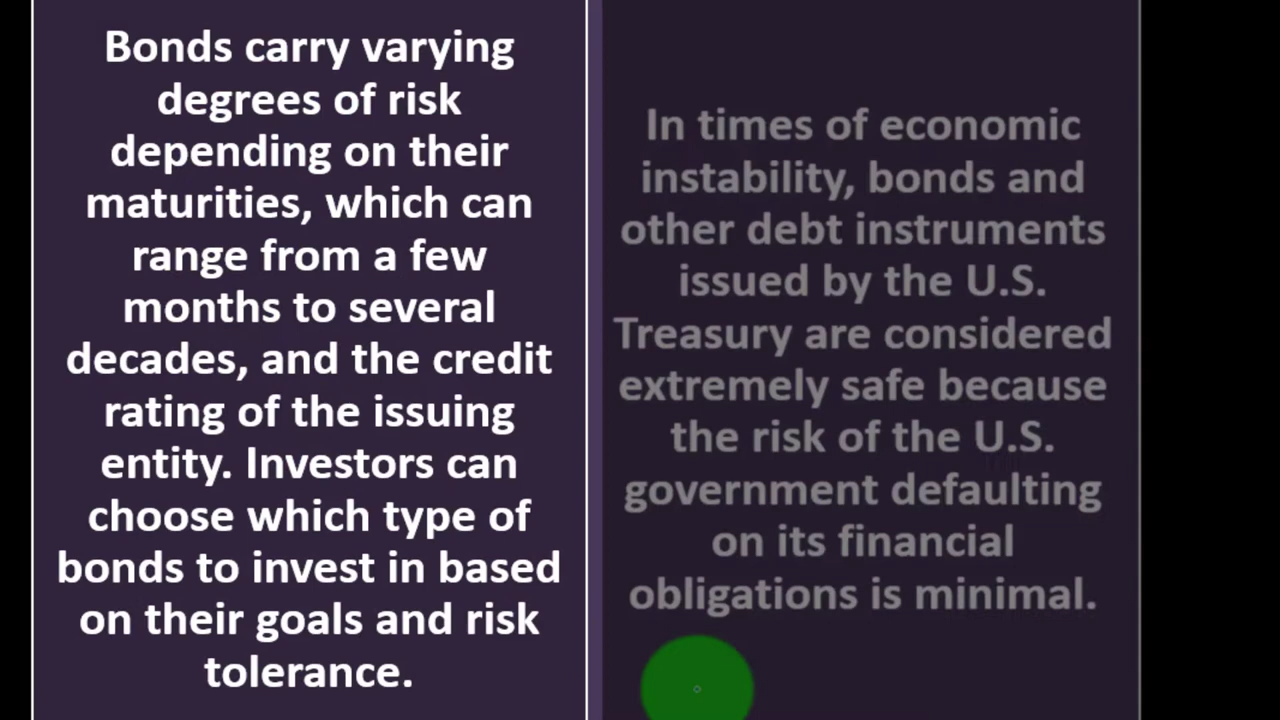 Bonds carry varying
degrees of risk
depending on their
maturities, which can
range from a few
months to several
decades, and the credit
rating of the issuing
entity. Investors can
choose which type of
bonds to invest in based
on their goals and risk
tolerance.
In times of economic
instability, bonds and
other debt instruments
issued by the U.S.
Treasury are considered
extremely safe because
the risk of the U.S.
government defaulting
on its financial
obligations is minimal.